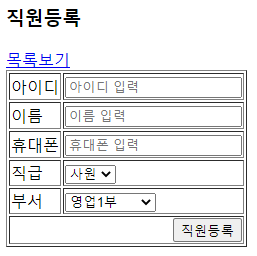 직원등록
목록보기
아이디 아이디 입력
이름 이름 입력
휴대폰 휴대폰 입력
직급 사원
부서 영업1부
직원등록